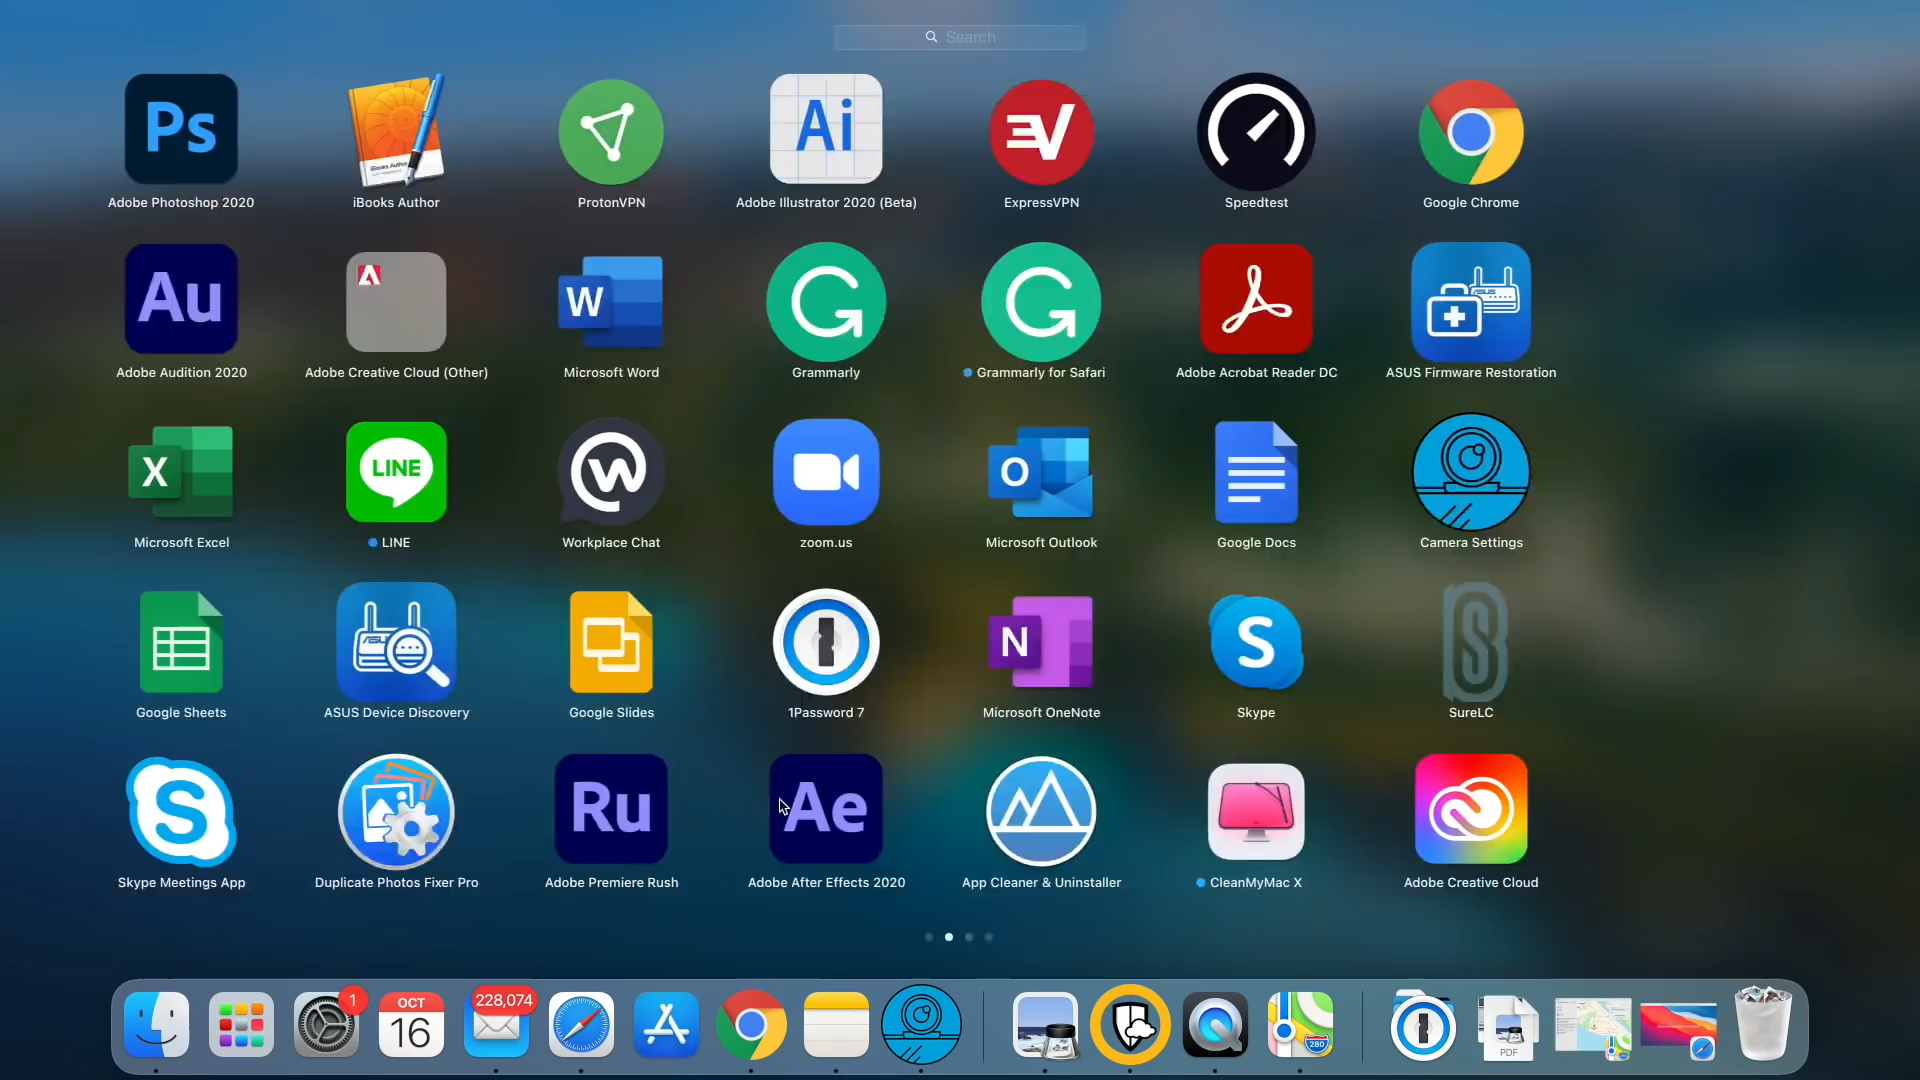 Search
Ps
iBooks Author
Ai
Adobe Photoshop 2020
iBooks Author
ProtonVPN
Adobe Illustrator 2020 (Beta)
ExpressVPN
Speedtest
Google Chrome
Au
W
ASUS
Adobe Audition 2020
Adobe Creative Cloud (Other)
Microsoft Word
Grammarly
Grammarly for Safari
Adobe Acrobat Reader DC
ASUS Firmware Restoration
X
LINE
O
Microsoft Excel
LINE
Workplace Chat
zoom.us
Microsoft Outlook
Google Docs
Camera Settings
ASUS
N
S
Google Sheets
ASUS Device Discovery
Google Slides
1Password 7
Microsoft OneNote
Skype
SureLC
S
Ru
Ae
Skype Meetings App
Duplicate Photos Fixer Pro
Adobe Premiere Rush
Adobe After Effects 2020
App Cleaner & Uninstaller
CleanMyMac X
Adobe Creative Cloud
1
OCT
16
228,074
280
PDF